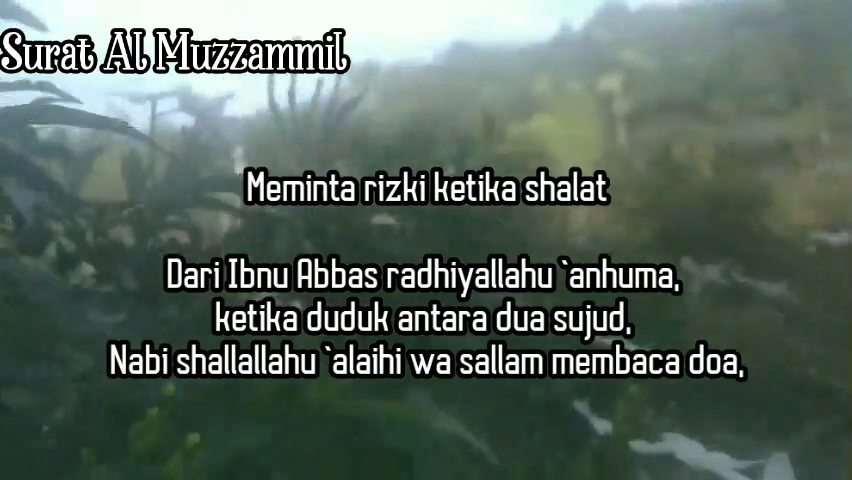 Surat Al Muzzammil
Meminta rizki ketika shalat
Dari Ibnu Abbas radhiyallahu `anhuma,
ketika duduk antara dua sujud,
Nabi shallallahu `alaihi wa sallam membaca doa,